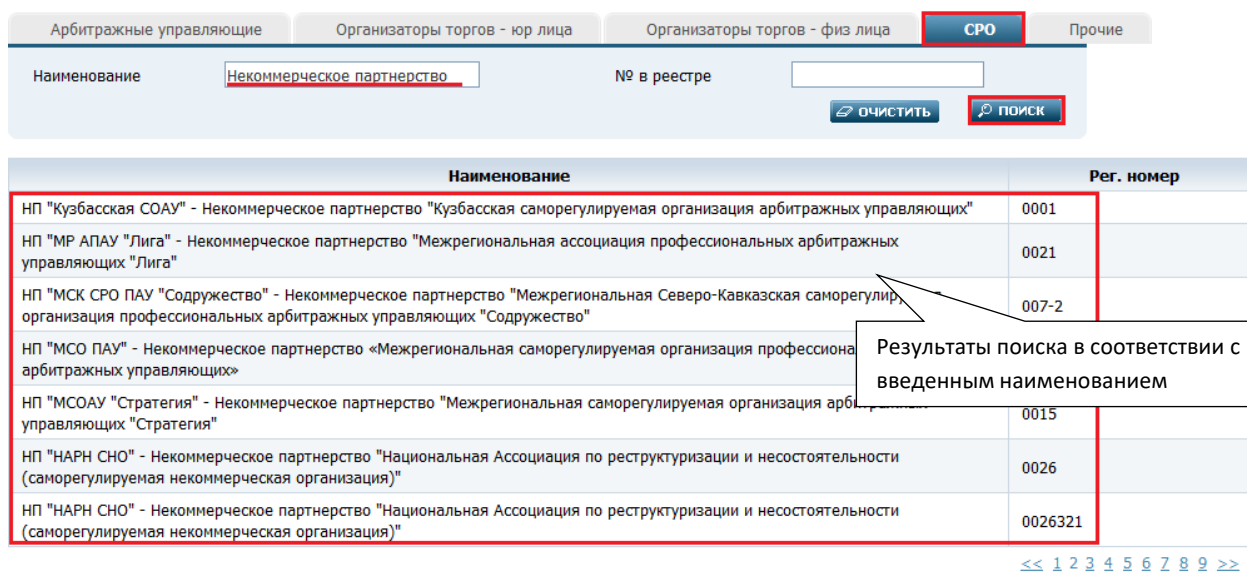 Арбитражные управляющие Организаторы торгов - юр лица Организаторы торгов - физ лица СРО Прочие
Наименование Некоммерческое партнерство № в реестре
ОЧИСТИТЬ ПОИСК
Наименование Рег. номер
НП "Кузбасская СОАУ" - Некоммерческое партнерство "Кузбасская саморегулируемая организация арбитражных управляющих" 0001
НП "МР АПАУ "Лига" - Некоммерческое партнерство "Межрегиональная ассоциация профессиональных арбитражных
управляющих "Лига" 0021
НП "МСК СРО ПАУ "Содружество" - Некоммерческое партнерство "Межрегиональная Северо-Кавказская
организация профессиональных арбитражных управляющих "Содружество" 007-2
НП "МСО ПАУ" - Некоммерческое партнерство «Межрегиональная саморегулируемая организация
арбитражных управляющих»
Результаты поиска в соответствии с
введенным наименованием
НП "МСОАУ "Стратегия" - Некоммерческое партнерство "Межрегиональная саморегулируемая организация
управляющих "Стратегия" 0015
НП "НАРН СНО" - Некоммерческое партнерство "Национальная Ассоциация по реструктуризации и несостоятельности
(саморегулируемая некоммерческая организация)" 0026
НП "НАРН СНО" - Некоммерческое партнерство "Национальная Ассоциация по реструктуризации и несостоятельности
(саморегулируемая некоммерческая организация)" 0026321
<< 1 2 3 4 5 6 7 8 9 >>